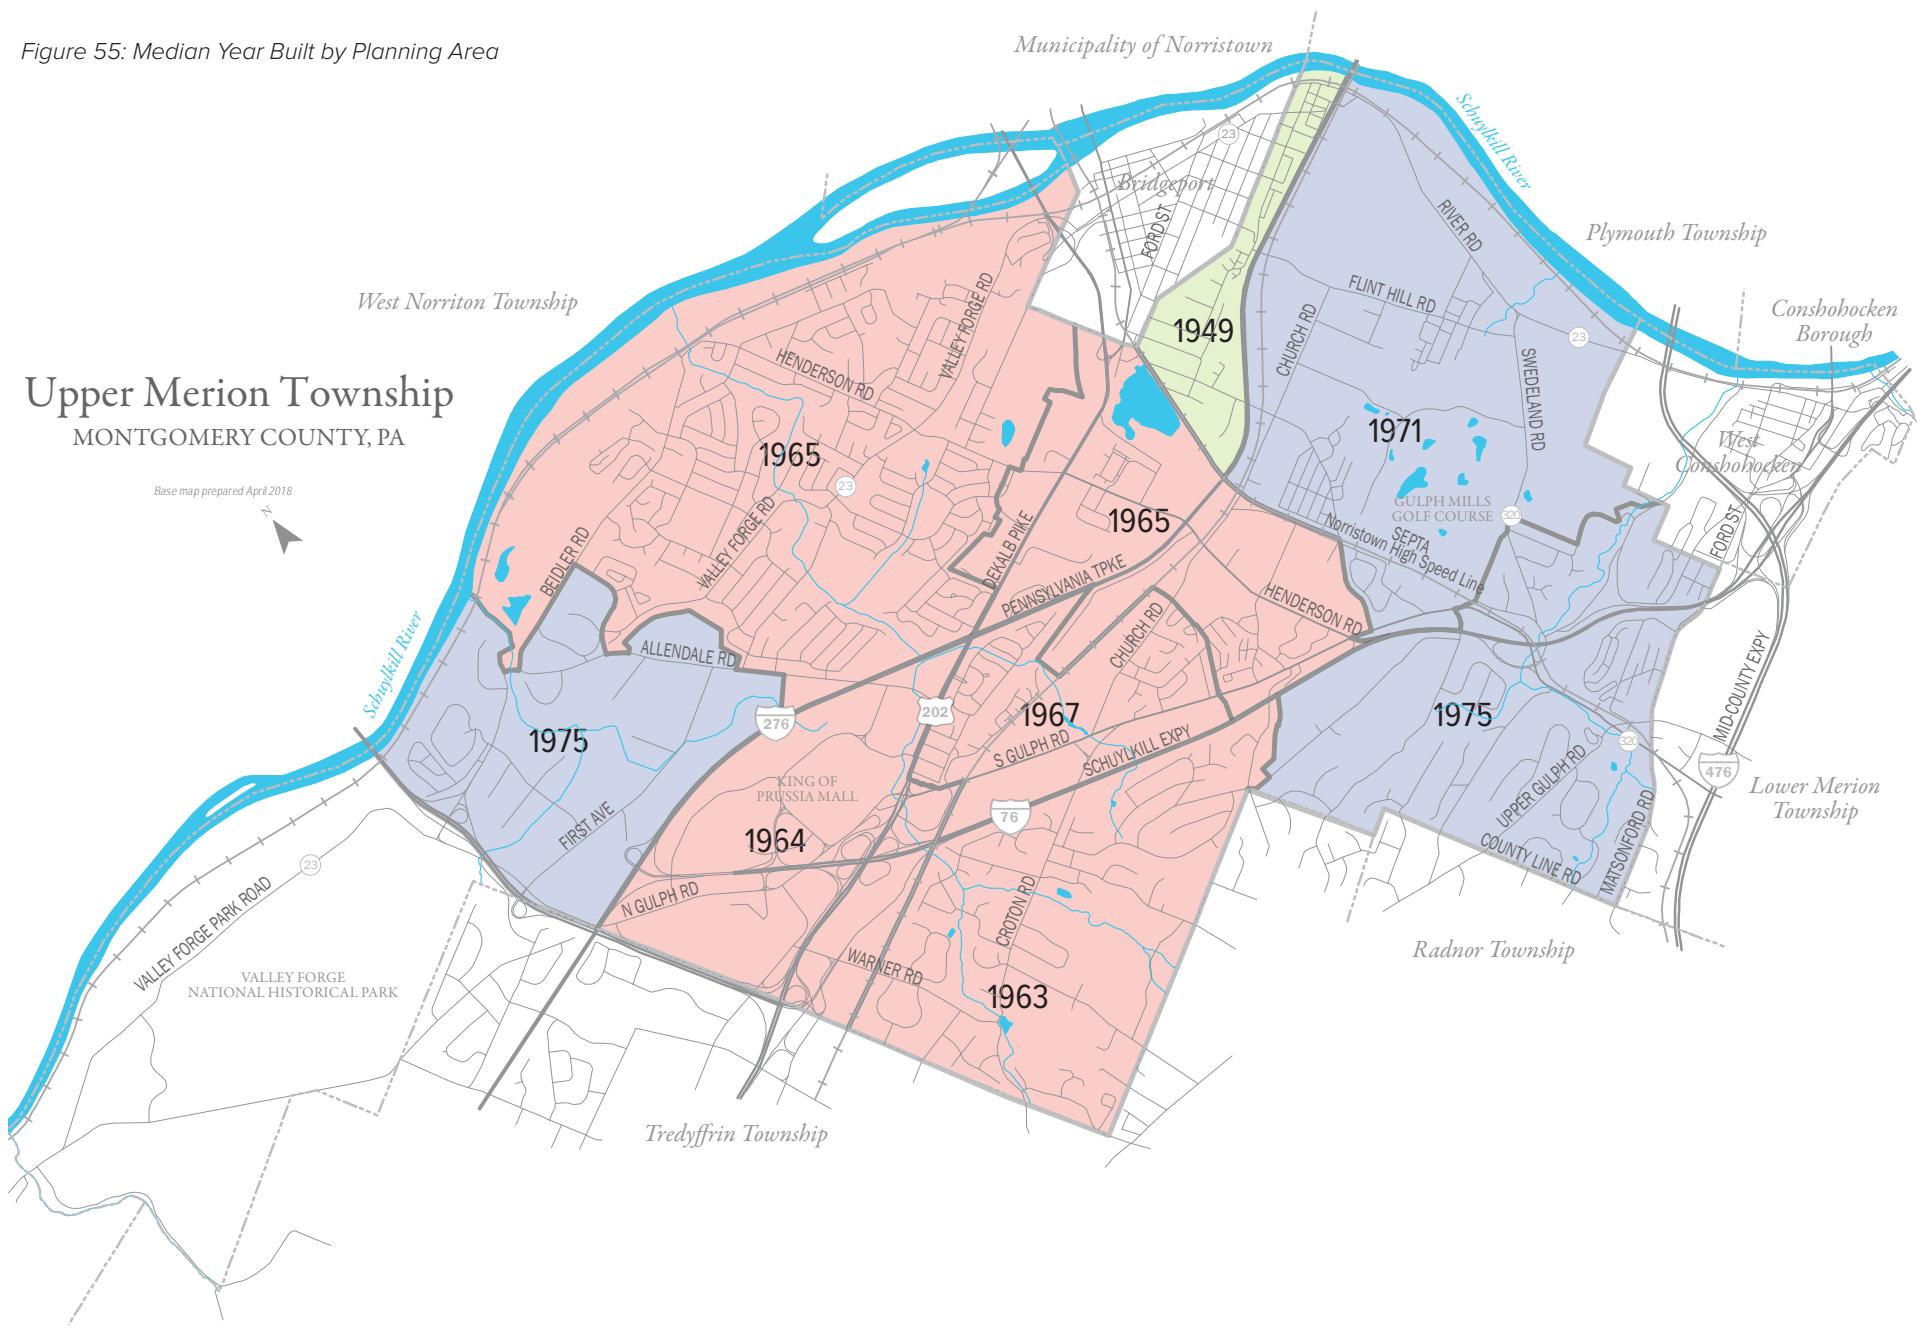 Figure 55: Median Year Built by Planning Area
Municipality of Norristown
Schuylkill River
23
Bridgeport
FORD ST
RIVER RD
Plymouth Township
West Norriton Township
VALLEY FORGE RD
FLINT HILL RD
Conshohocken
Borough
1949
CHURCH RD
23
HENDERSON RD
SWEDELAND RD
Upper Merion Township
MONTGOMERY COUNTY, PA
1965
1971
West
Conshohocken
Base map prepared April 2018
N
23
VALLEY FORGE RD
1965
GULPH MILLS
GOLF COURSE
320
SEPTA
Norristown High Speed Line
FORD ST
BEIDLER RD
DEKALB PIKE
PENNSYLVANIA TPKE
HENDERSON RD
CHURCH RD
ALLENDALE RD
Schuylkill River
MID-COUNTY EXPY
276
202
1967
1975
320
1975
S GULPH RD
SCHUYLKILL EXPY
476
KING OF
PRUSSIA MALL
UPPER GULPH RD
Lower Merion
Township
76
FIRST AVE
1964
COUNTY LINE RD
MATSONFORD RD
23
N GULPH RD
CROTON RD
VALLEY FORGE PARK ROAD
WARNER RD
Radnor Township
VALLEY FORGE
NATIONAL HISTORICAL PARK
1963
Tredyffrin Township